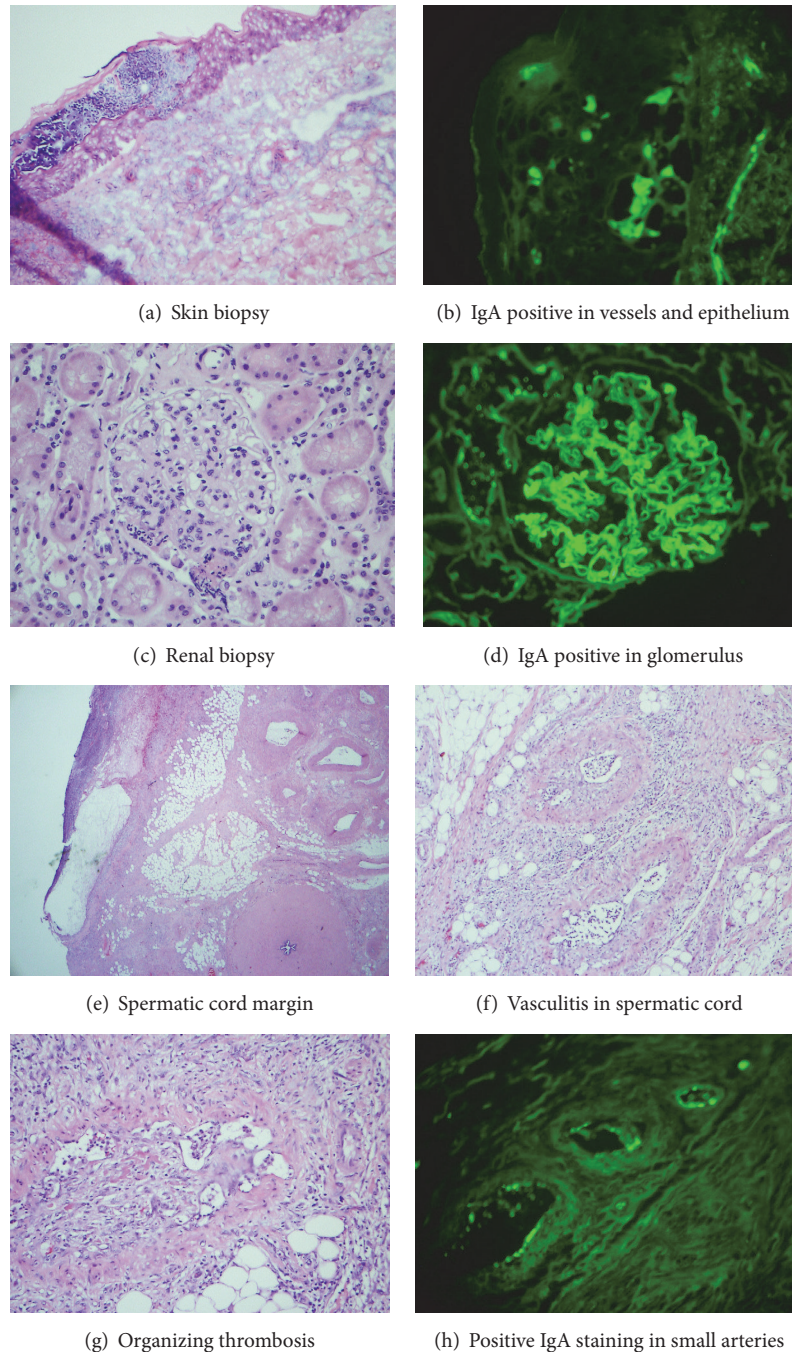 (a) Skin biopsy
(b) IgA positive in vessels and epithelium
(c) Renal biopsy
(d) IgA positive in glomerulus
(e) Spermatic cord margin
(f) Vasculitis in spermatic cord
(g) Organizing thrombosis
(h) Positive IgA staining in small arteries